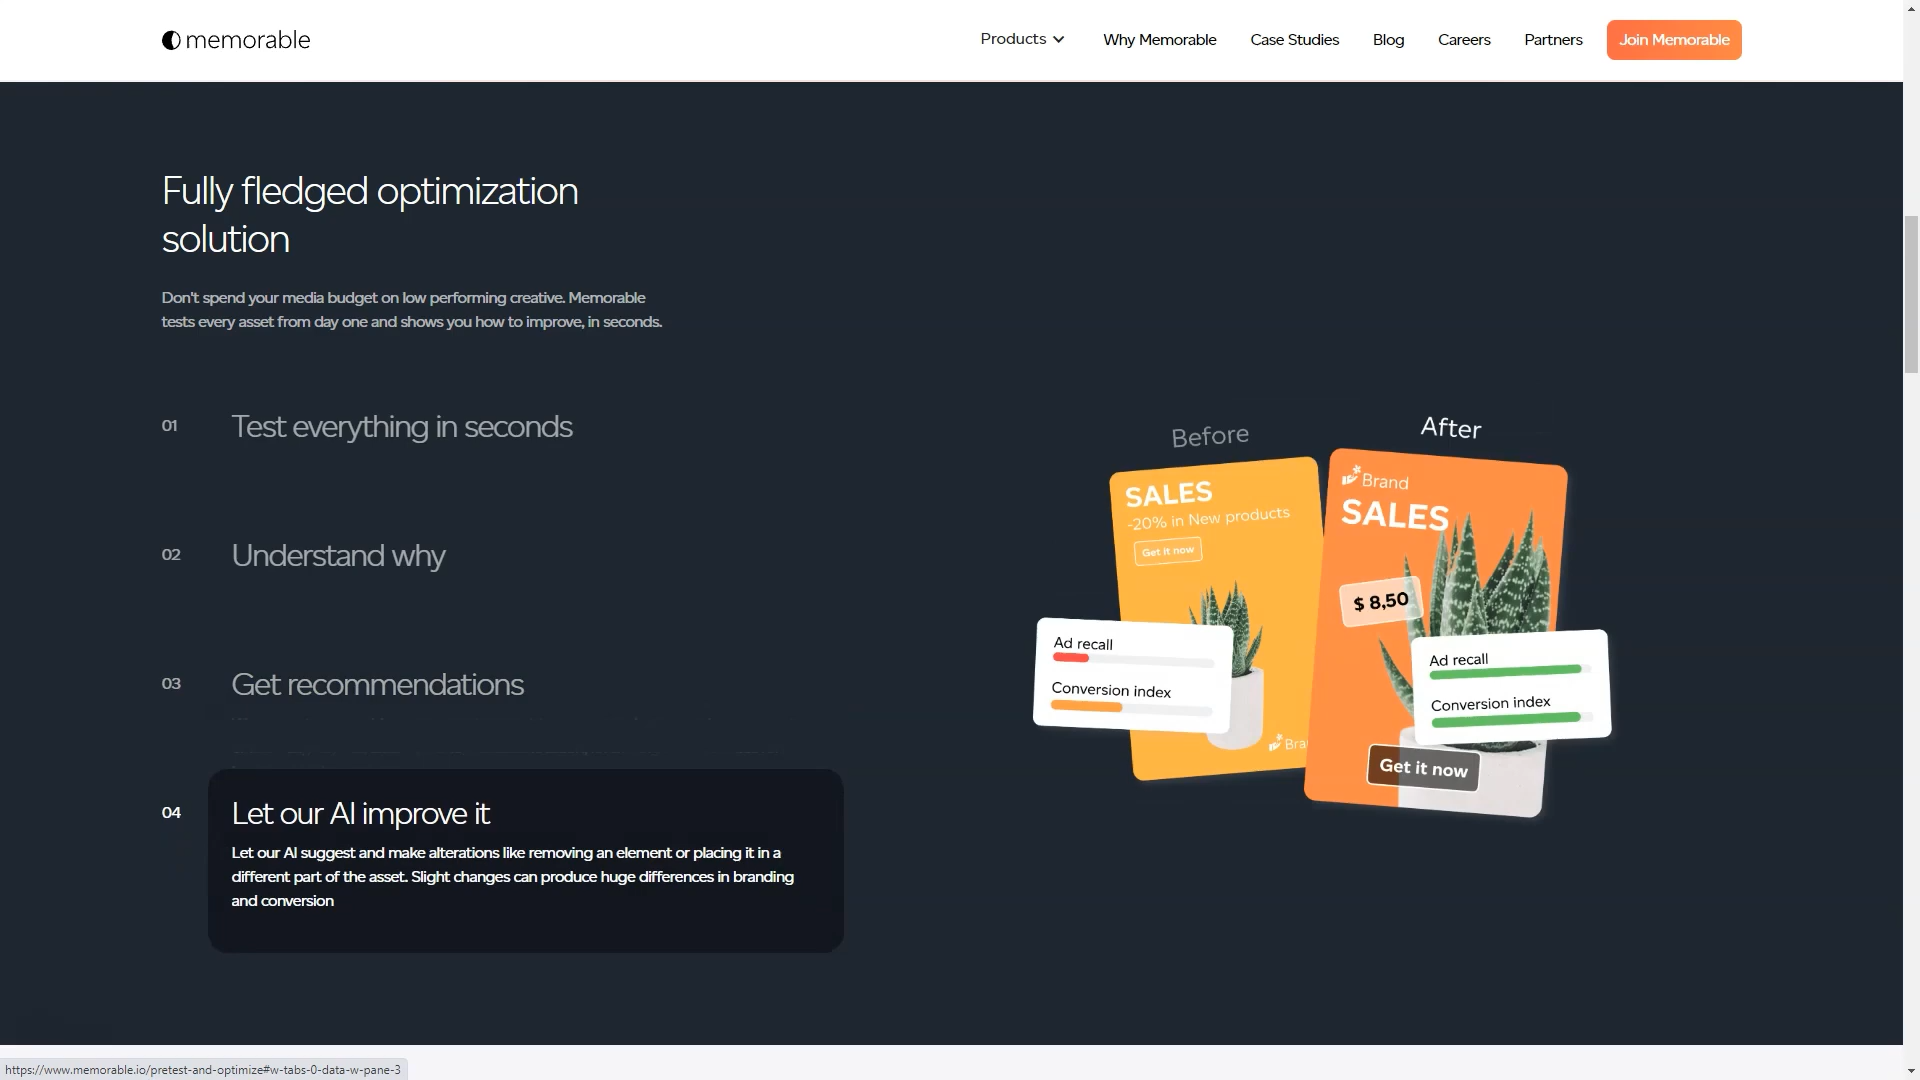 memorable
Products
Why Memorable
Case Studies
Blog
Careers
Partners
Join Memorable
Fully fledged optimization
solution
Don't spend your media budget on low performing creative. Memorable
tests every asset from day one and shows you how to improve, in seconds.
01
Test everything in seconds
02
Understand why
03
Get recommendations
04
Let our AI improve it
Let our AI suggest and make alterations like removing an element or placing it in a
different part of the asset. Slight changes can produce huge differences in branding
and conversion
Before
SALES
-20% in New products
Get it now
Ad recall
Conversion index
Bra
After
Brand
SALES
$ 8,50
Ad recall
Conversion index
Get it now
https://www.memorable.io/pretest-and-optimize#w-tabs-0-data-w-pane-3